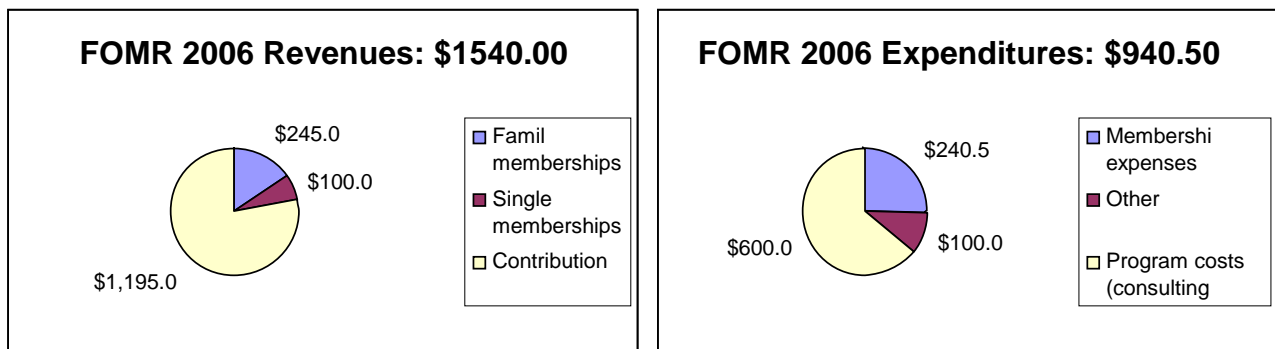 FOMR 2006 Revenues: $1540.00
$245.0
$100.0
$1,195.0
Famil
memberships
Single
memberships
Contribution
FOMR 2006 Expenditures: $940.50
$240.5
$100.0
$600.0
Membershi
expenses
Other
Program costs
(consulting